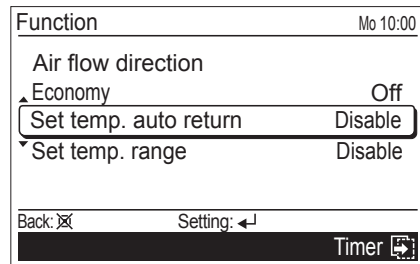 Function Mo 10:00
Air flow direction
Economy Off
Set temp. auto return Disable
Set temp. range Disable
Back: Setting:
Timer